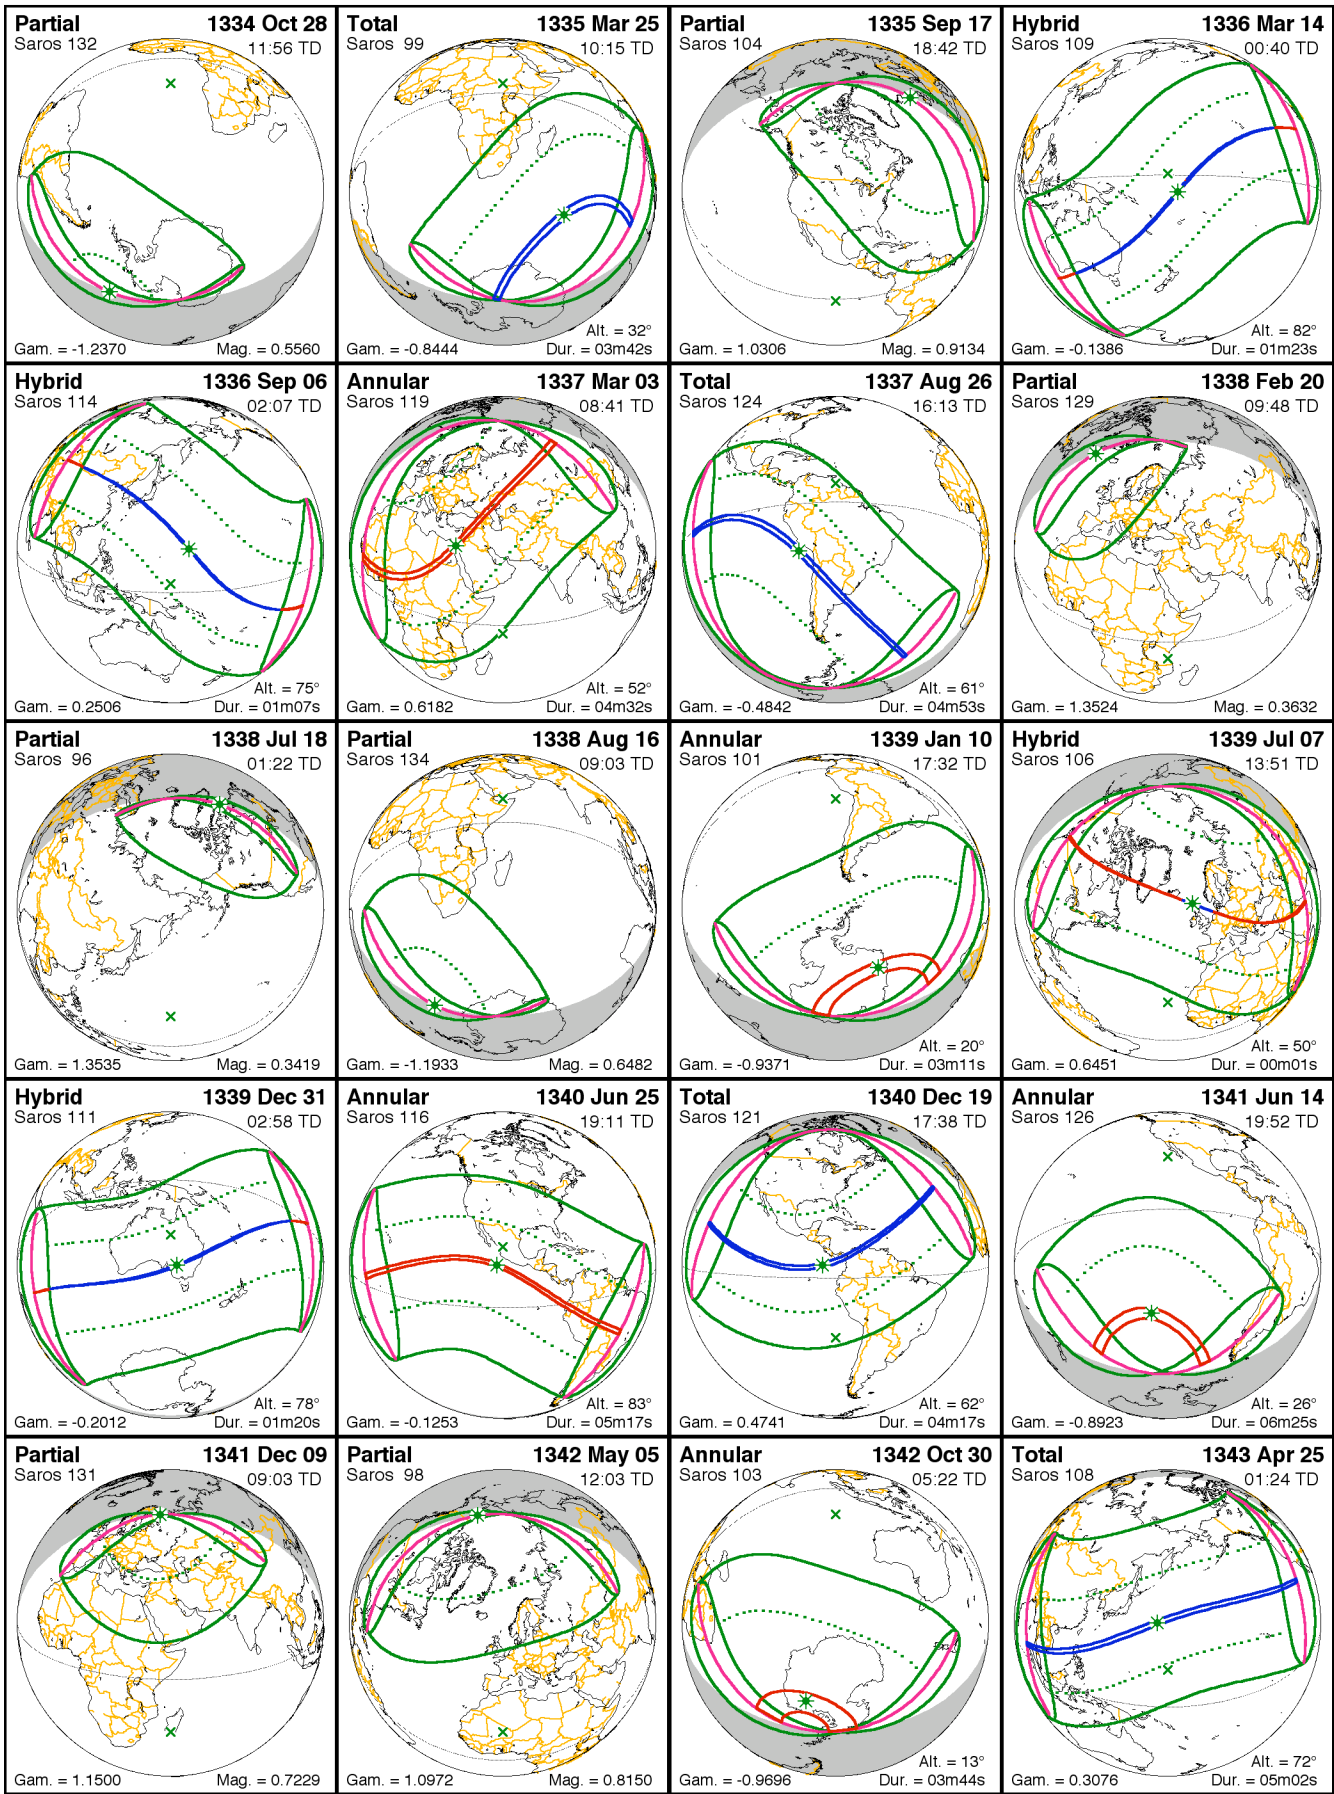 Partial 1334 Oct 28
Saros 132 11:56 TD
Gam. = -1.2370 Mag. = 0.5560
Total 1335 Mar 25
Saros 99 10:15 TD
Alt. = 32°
Gam. = -0.8444 Dur. = 03m42s
Partial 1335 Sep 17
Saros 104 18:42 TD
Gam. = 1.0306 Mag. = 0.9134
Hybrid 1336 Mar 14
Saros 109 00:40 TD
Alt. = 82°
Gam. = -0.1386 Dur. = 01m23s
Hybrid 1336 Sep 06
Saros 114 02:07 TD
Alt. = 75°
Gam. = 0.2506 Dur. = 01m07s
Annular 1337 Mar 03
Saros 119 08:41 TD
Alt. = 52°
Gam. = 0.6182 Dur. = 04m32s
Total 1337 Aug 26
Saros 124 16:13 TD
Alt. = 61°
Gam. = -0.4842 Dur. = 04m53s
Partial 1338 Feb 20
Saros 129 09:48 TD
Gam. = 1.3524 Mag. = 0.3632
Partial 1338 Jul 18
Saros 96 01:22 TD
Gam. = 1.3535 Mag. = 0.3419
Partial 1338 Aug 16
Saros 134 09:03 TD
Gam. = -1.1933 Mag. = 0.6482
Annular 1339 Jan 10
Saros 101 17:32 TD
Alt. = 20°
Gam. = -0.9371 Dur. = 03m11s
Hybrid 1339 Jul 07
Saros 106 13:51 TD
Alt. = 50°
Gam. = 0.6451 Dur. = 00m01s
Hybrid 1339 Dec 31
Saros 111 02:58 TD
Alt. = 78°
Gam. = -0.2012 Dur. = 01m20s
Annular 1340 Jun 25
Saros 116 19:11 TD
Alt. = 83°
Gam. = -0.1253 Dur. = 05m17s
Total 1340 Dec 19
Saros 121 17:38 TD
Alt. = 62°
Gam. = 0.4741 Dur. = 04m17s
Annular 1341 Jun 14
Saros 126 19:52 TD
Alt. = 26°
Gam. = -0.8923 Dur. = 06m25s
Partial 1341 Dec 09
Saros 131 09:03 TD
Gam. = 1.1500 Mag. = 0.7229
Partial 1342 May 05
Saros 98 12:03 TD
Gam. = 1.0972 Mag. = 0.8150
Annular 1342 Oct 30
Saros 103 05:22 TD
Alt. = 13°
Gam. = -0.9696 Dur. = 03m44s
Total 1343 Apr 25
Saros 108 01:24 TD
Alt. = 72°
Gam. = 0.3076 Dur. = 05m02s